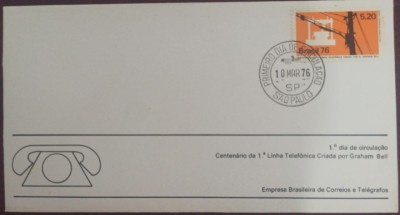 5,20
Brasil 76
PRIMEIRO DIA DE CIRCULAÇÃO
10 MAR 76
SP
SÃO PAULO
1.º dia de circulação
Centenário da 1.ª Linha Telefônica Criada por Graham Bell
Empresa Brasileira de Correios e Telégrafos